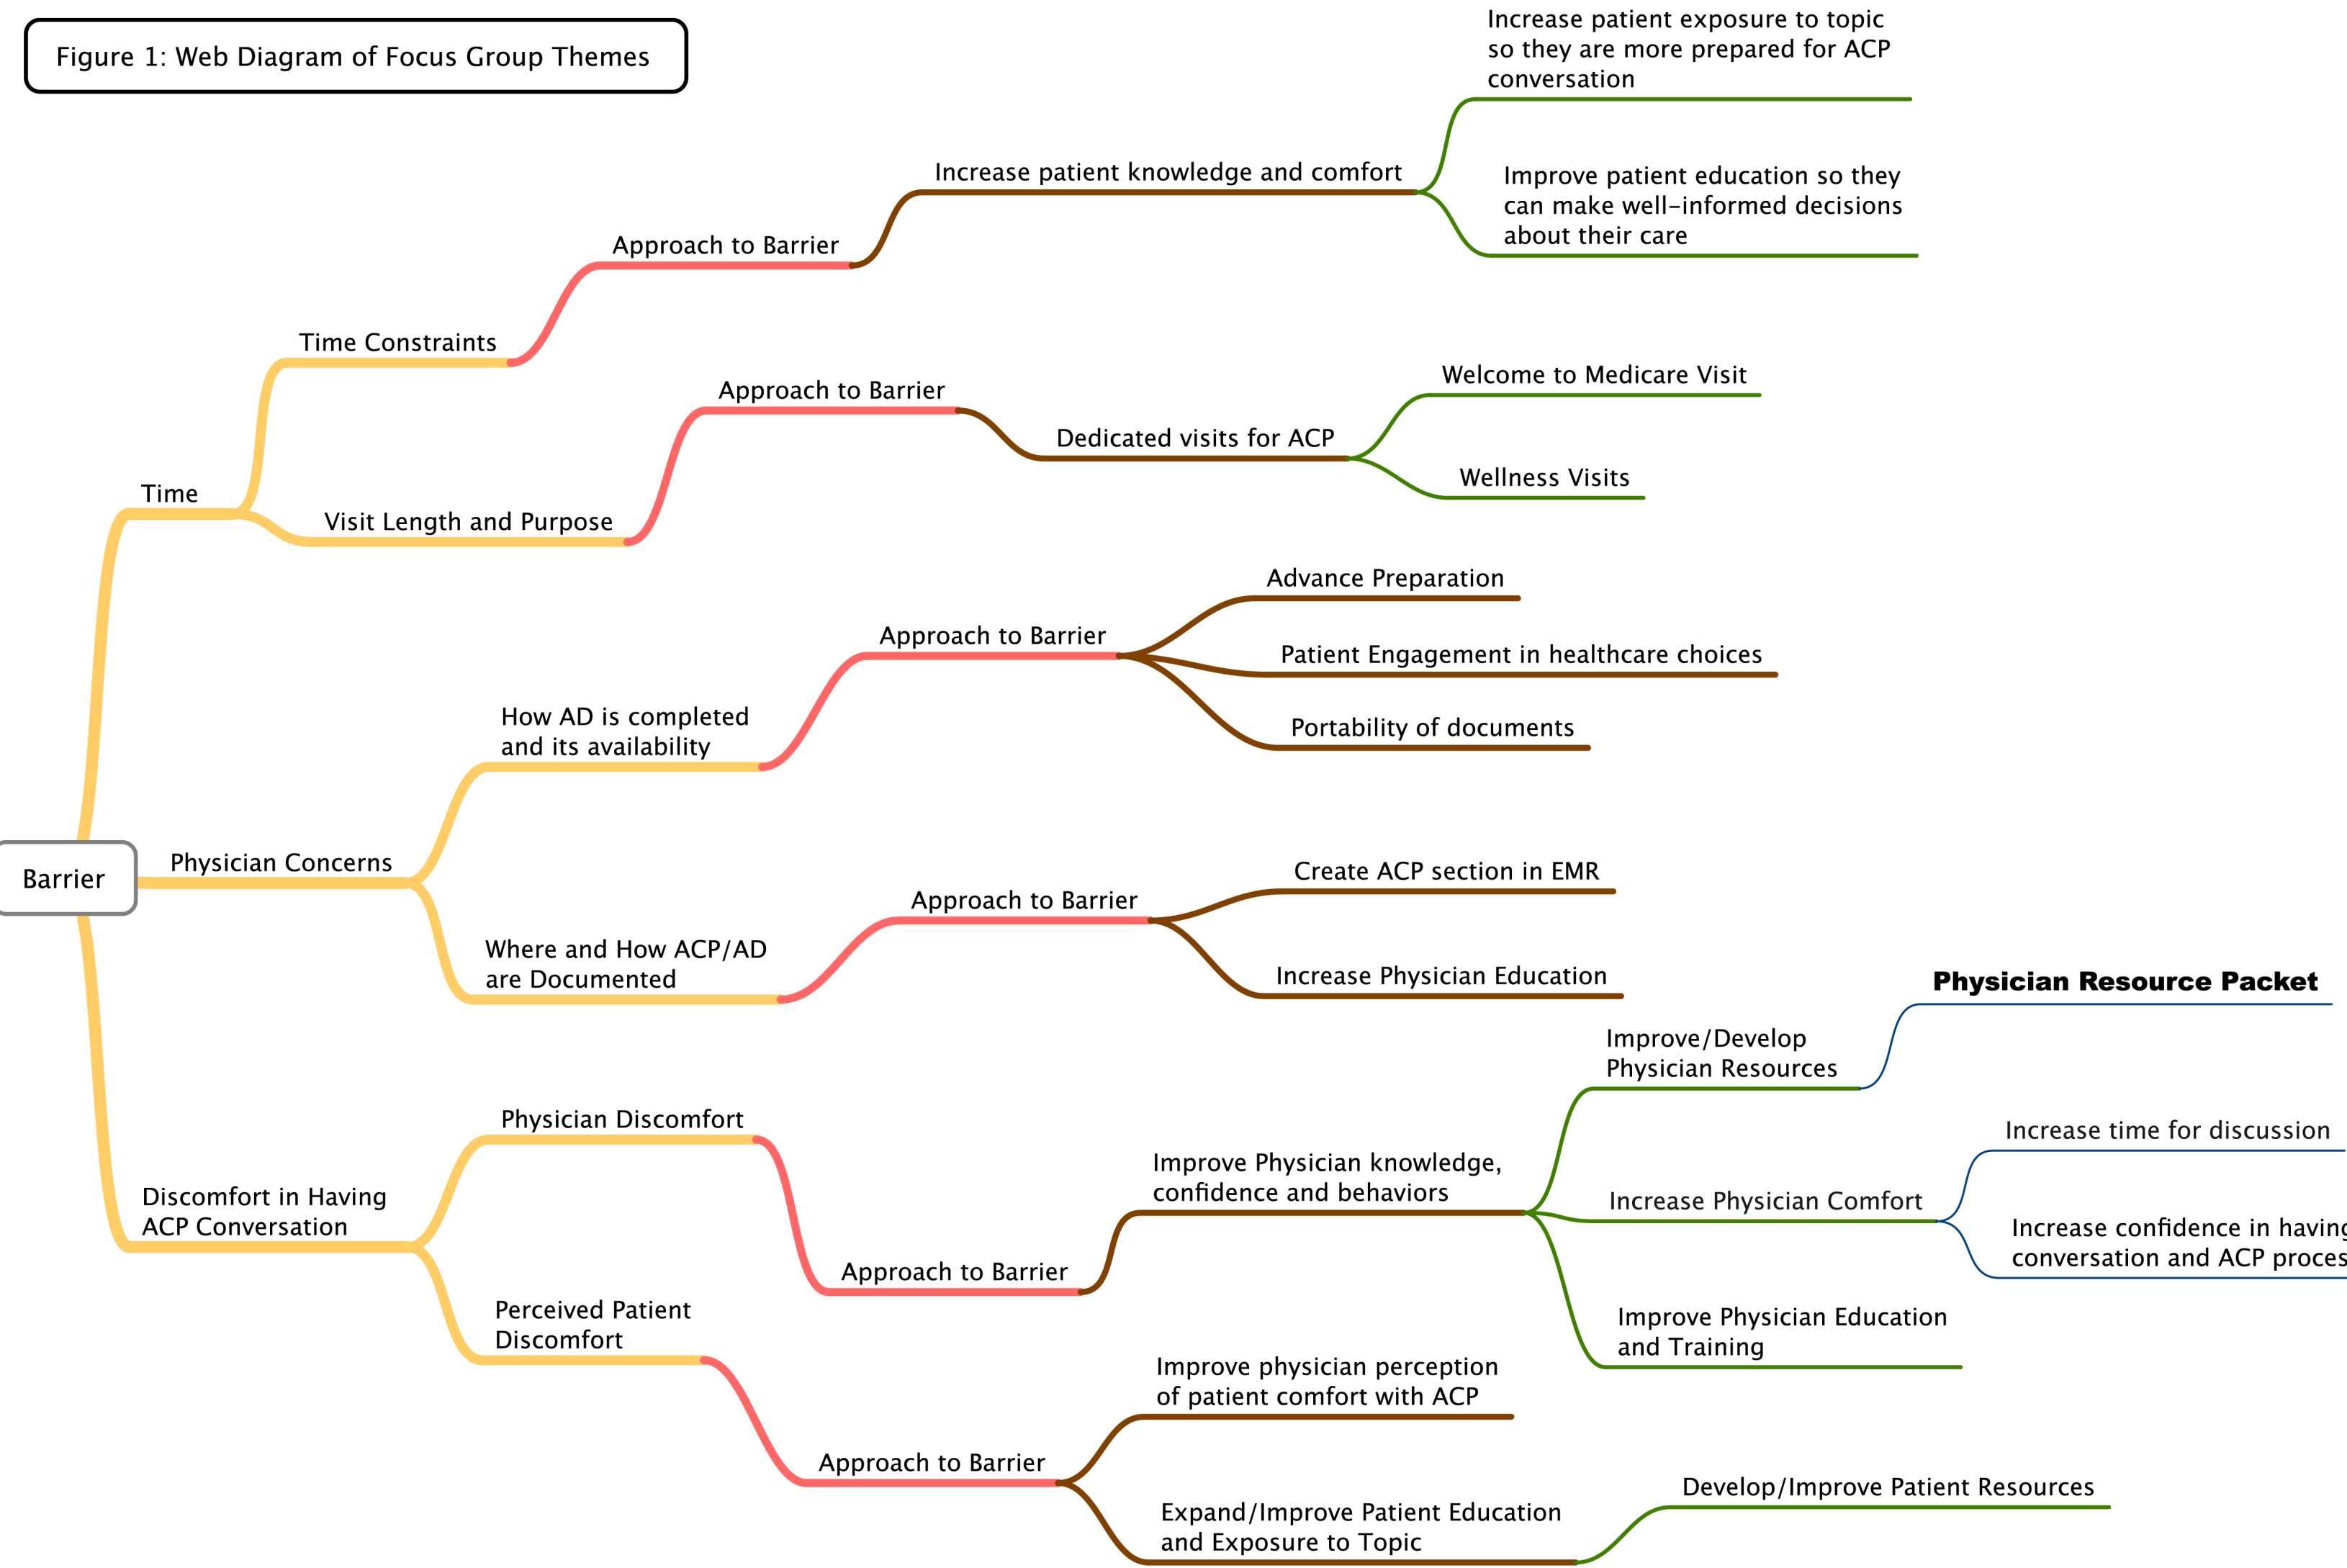 Figure 1: Web Diagram of Focus Group Themes
Increase patient exposure to topic
so they are more prepared for ACP
conversation
Increase patient knowledge and comfort
Improve patient education so they
can make well-informed decisions
about their care
Approach to Barrier
Time Constraints
Approach to Barrier
Welcome to Medicare Visit
Dedicated visits for ACP
Wellness Visits
Time
Visit Length and Purpose
Advance Preparation
Approach to Barrier
Patient Engagement in healthcare choices
Portability of documents
How AD is completed
and its availability
Barrier
Physician Concerns
Create ACP section in EMR
Approach to Barrier
Where and How ACP/AD
are Documented
Increase Physician Education
Physician Resource Packet
Improve/Develop
Physician Resources
Physician Discomfort
Increase time for discussion
Improve Physician knowledge,
confidence and behaviors
Increase Physician Comfort
Discomfort in Having
ACP Conversation
Increase confidence in
conversation and ACP
Approach to Barrier
Improve Physician Education
and Training
Perceived Patient
Discomfort
Improve physician perception
of patient comfort with ACP
Approach to Barrier
Develop/Improve Patient Resources
Expand/Improve Patient Education
and Exposure to Topic